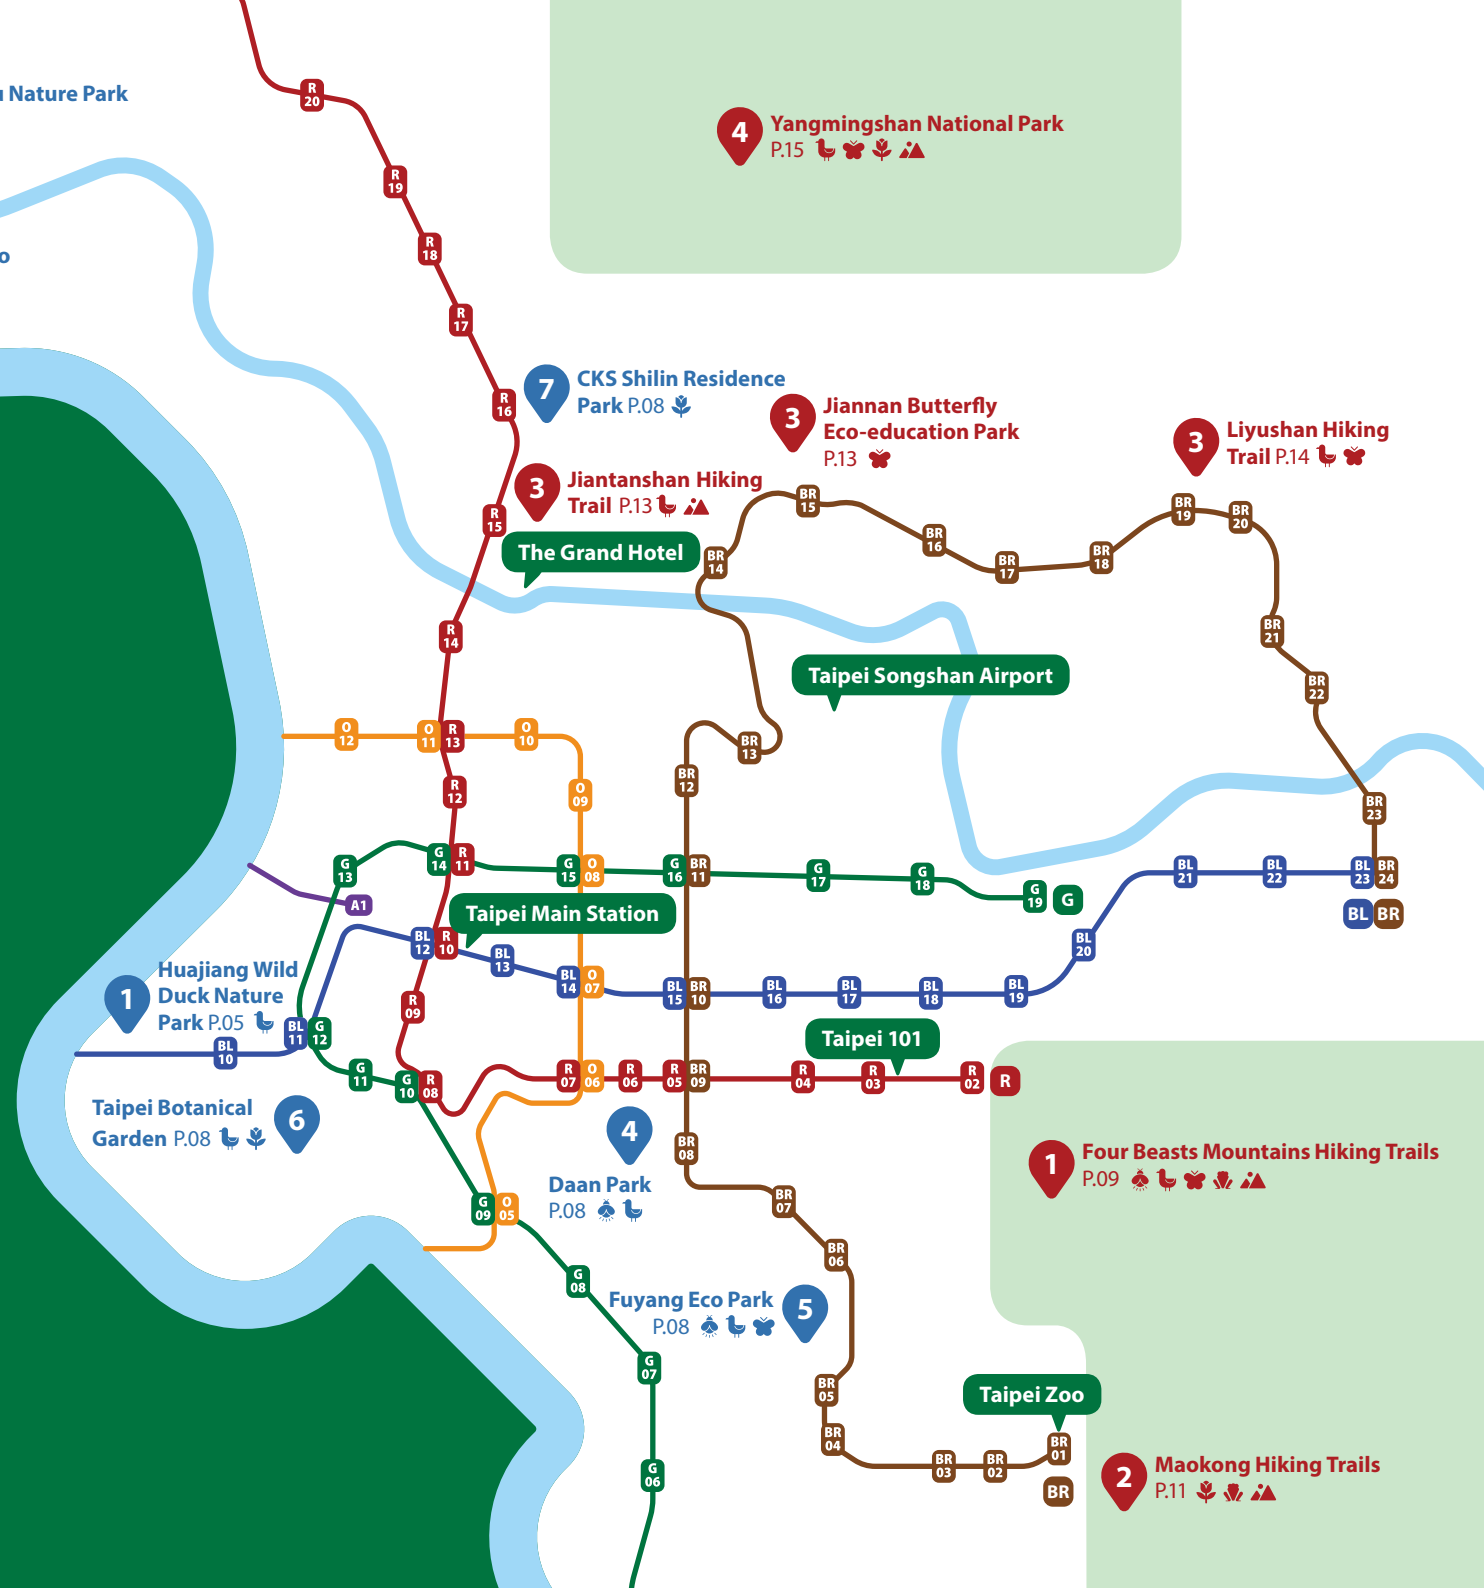 R
20
Nature Park
4
Yangmingshan National Park
P.15
R
19
R
18
o
R
17
7
CKS Shilin Residence
Park P.08
R
16
3
Jiannan Butterfly
Eco-education Park
P.13
3
Liyushan Hiking
Trail P.14
3
Jiantanshan Hiking
Trail P.13
R
15
BR
15
BR
19
BR
20
BR
16
The Grand Hotel
BR
14
BR
17
BR
18
R
14
BR
21
Taipei Songshan Airport
BR
22
O
12
O
11
R
13
O
10
BR
13
BR
12
R
12
O
09
BR
23
G
13
G
14
R
11
G
15
O
08
G
16
BR
11
G
17
G
18
BL
21
BL
22
BL
23
BR
24
G
19
G
A1
Taipei Main Station
BL
BR
BL
12
R
10
BL
13
BL
20
Huajiang Wild
Duck Nature
Park P.05
1
BL
14
O
07
BL
15
BR
10
BL
16
BL
17
BL
18
BL
19
R
09
BL
11
G
12
BL
10
Taipei 101
G
11
G
10
R
08
R
07
O
06
R
06
R
05
BR
09
R
04
R
03
R
02
R
Taipei Botanical
Garden P.08
6
4
Daan Park
P.08
BR
08
1
Four Beasts Mountains Hiking Trails
P.09
G
09
O
05
BR
07
BR
06
G
08
Fuyang Eco Park
P.08
5
G
07
BR
05
Taipei Zoo
BR
04
BR
03
BR
02
BR
01
BR
G
06
2
Maokong Hiking Trails
P.11